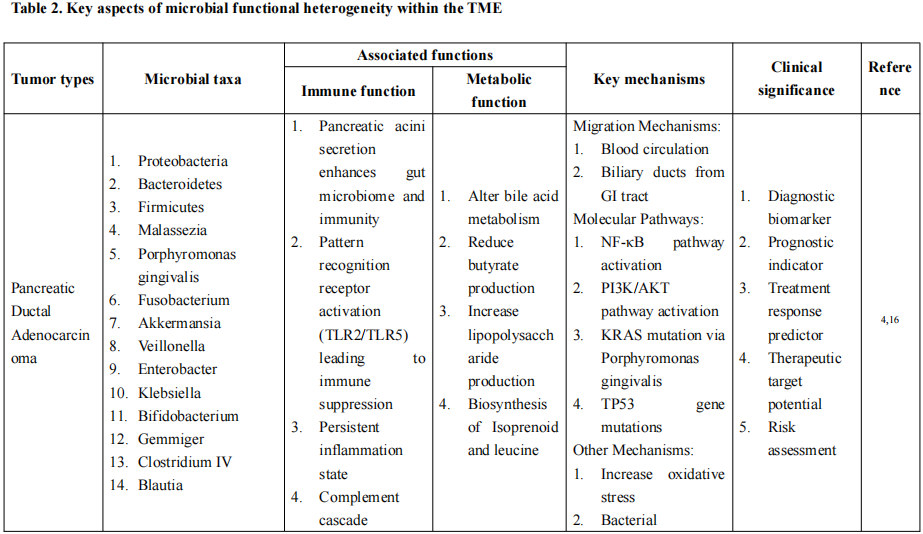 Table 2. Key aspects of microbial functional heterogeneity within the TME
Tumor types
Microbial taxa
Associated functions
Immune function
Metabolic
function
Key mechanisms
Clinical
significance
Refere
nce
Pancreatic
Ductal
Adenocarcin
oma
1. Proteobacteria
2. Bacteroidetes
3. Firmicutes
4. Malassezia
5. Porphyromonas
gingivalis
6. Fusobacterium
7. Akkermansia
8. Veillonella
9. Enterobacter
10. Klebsiella
11. Bifidobacterium
12. Gemmiger
13. Clostridium IV
14. Blautia
1. Pancreatic acini
secretion
enhances gut
microbiome and
immunity
2. Pattern
recognition
receptor
activation
(TLR2/TLR5)
leading to
immune
suppression
3. Persistent
inflammation
state
4. Complement
cascade
1. Alter bile acid
metabolism
2. Reduce
butyrate
production
3. Increase
lipopolysacch
aride
production
4. Biosynthesis
of Isoprenoid
and leucine
Migration Mechanisms:
1. Blood circulation
2. Biliary ducts from
GI tract
Molecular Pathways:
1. NF-κB pathway
activation
2. PI3K/AKT
pathway activation
3. KRAS mutation via
Porphyromonas
gingivalis
4. TP53 gene
mutations
Other Mechanisms:
1. Increase oxidative
stress
2. Bacterial
1. Diagnostic
biomarker
2. Prognostic
indicator
3. Treatment
response
predictor
4. Therapeutic
target
potential
5. Risk
assessment
4,16